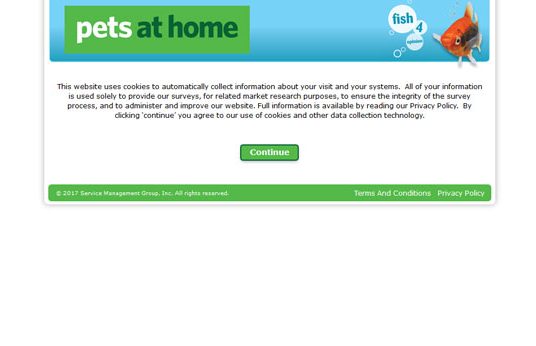 pets at home
fish
4
opinion
This website uses cookies to automatically collect information about your visit and your systems. All of your information
is used solely to provide our surveys, for related market research purposes, to ensure the integrity of the survey
process, and to administer and improve our website. Full information is available by reading our Privacy Policy. By
clicking 'continue' you agree to our use of cookies and other data collection technology.
Continue
© 2017 Service Management Group, Inc. All rights reserved. Terms And Conditions Privacy Policy